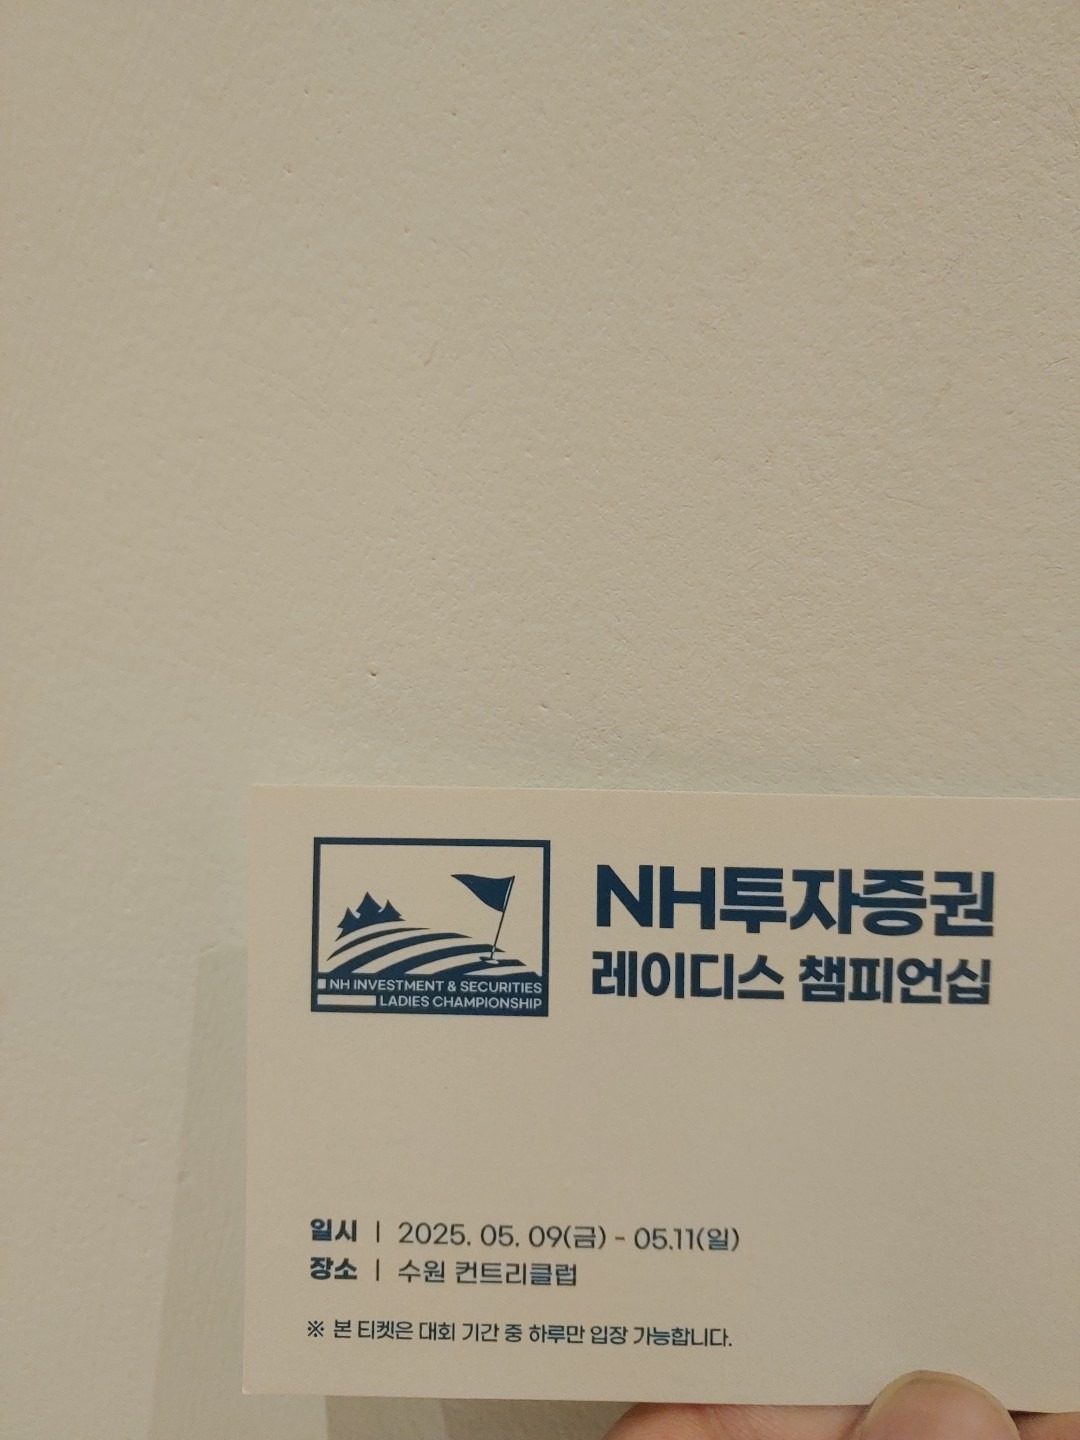 NH INVESTMENT & SECURITIES
LADIES CHAMPIONSHIP
NH투자증권
레이디스 챔피언십
일시 | 2025. 05. 09(금) - 05.11(일)
장소 | 수원 컨트리클럽
※ 본 티켓은 대회 기간 중 하루만 입장 가능합니다.